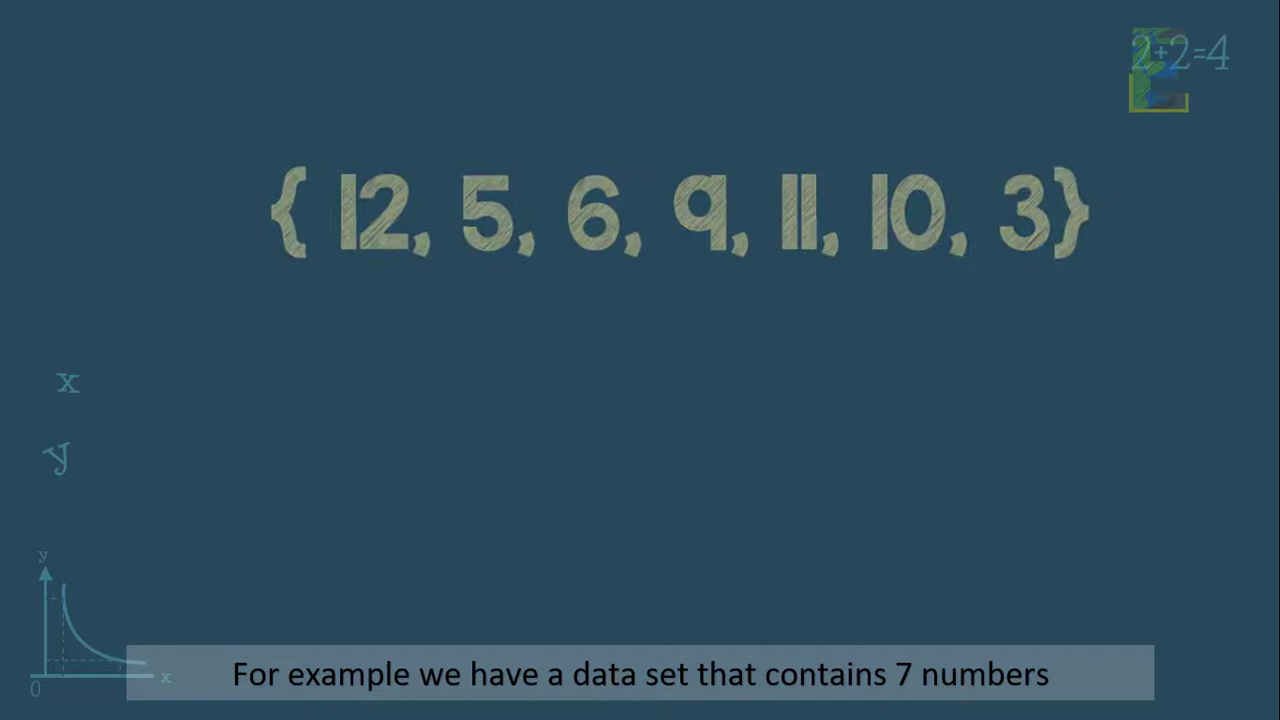 2+2=4
{ 12, 5, 6, 9, 11, 10, 3}
x
y
y
0
x
For example we have a data set that contains 7 numbers